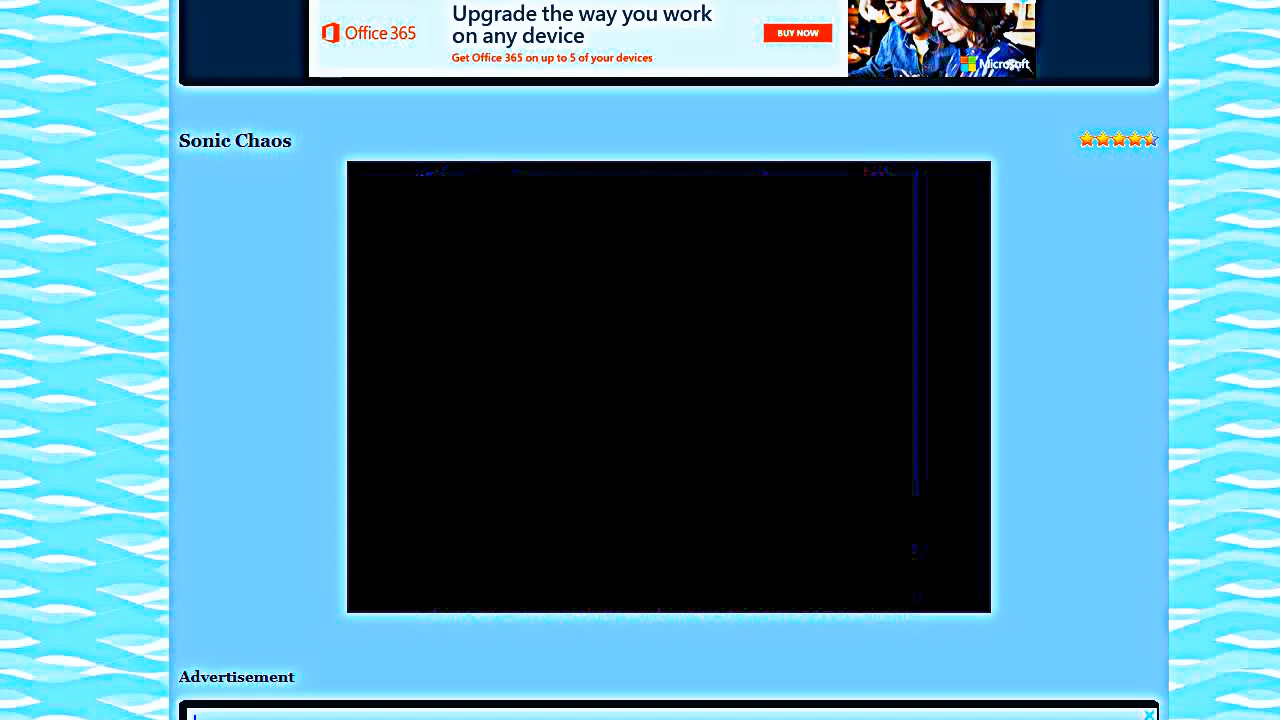 Upgrade the way you work
Office 365
on any device
BUY NOW
Get Office 365 on up to 5 of your devices
Microsoft
Sonic Chaos
Advertisement